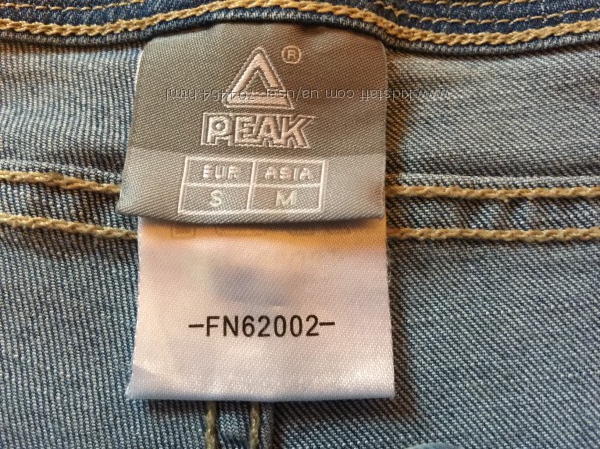 ®
PEAK
EUR ASIA
S M
-FN62002-